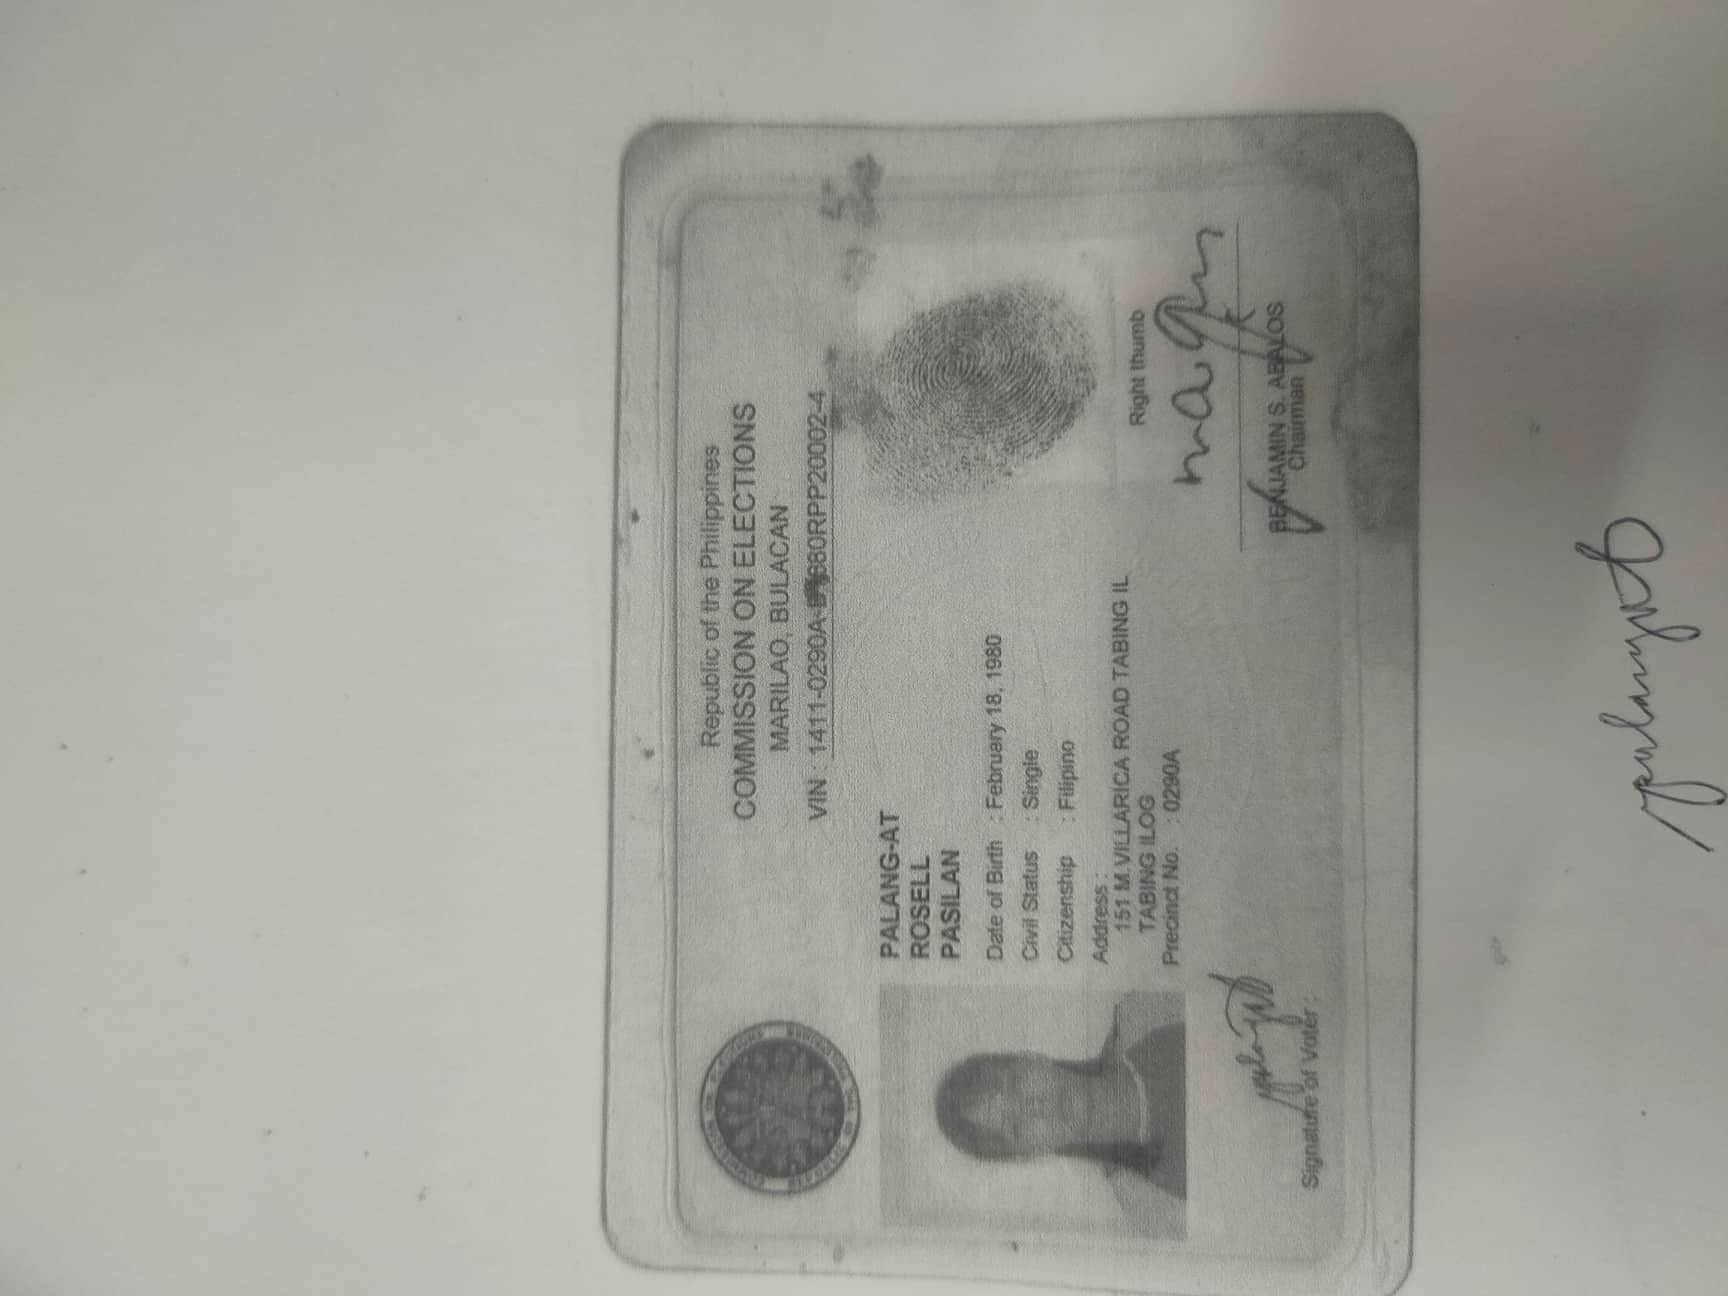 Republic of the Philippines
COMMISSION ON ELECTIONS
MARILAO, BULACAN
VIN : 1411-0290A- 80RPP20002-4
PALANG-AT
ROSELL
PASILAN
Date of Birth : February 18, 1980
Civil Status : Single
Citizenship : Filipino
Address :
151 M.VILLARICA ROAD TABING IL
TABING ILOG
Precinct No. : 0290A
Right thumb
BENJAMIN S. ABALOS
Chairman
Signature of Voter :